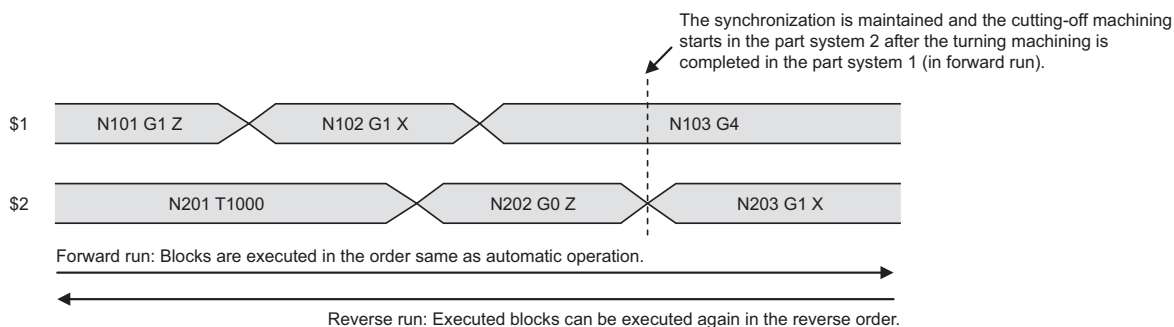 The synchronization is maintained and the cutting-off machining
starts in the part system 2 after the turning machining is
completed in the part system 1 (in forward run).
$1 N101 G1 Z N102 G1 X N103 G4
$2 N201 T1000 N202 G0 Z N203 G1 X
Forward run: Blocks are executed in the order same as automatic operation.
Reverse run: Executed blocks can be executed again in the reverse order.